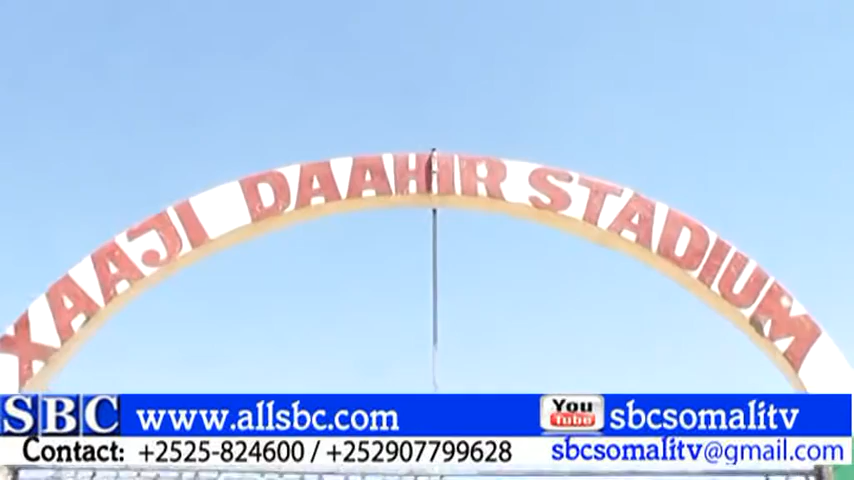 XAAJI DAAHIR STADIUM
SBC www.allsbc.com You Tube sbcsomalitv
Contact: +2525-824600 / +252907799628 sbcsomalitv@gmail.com